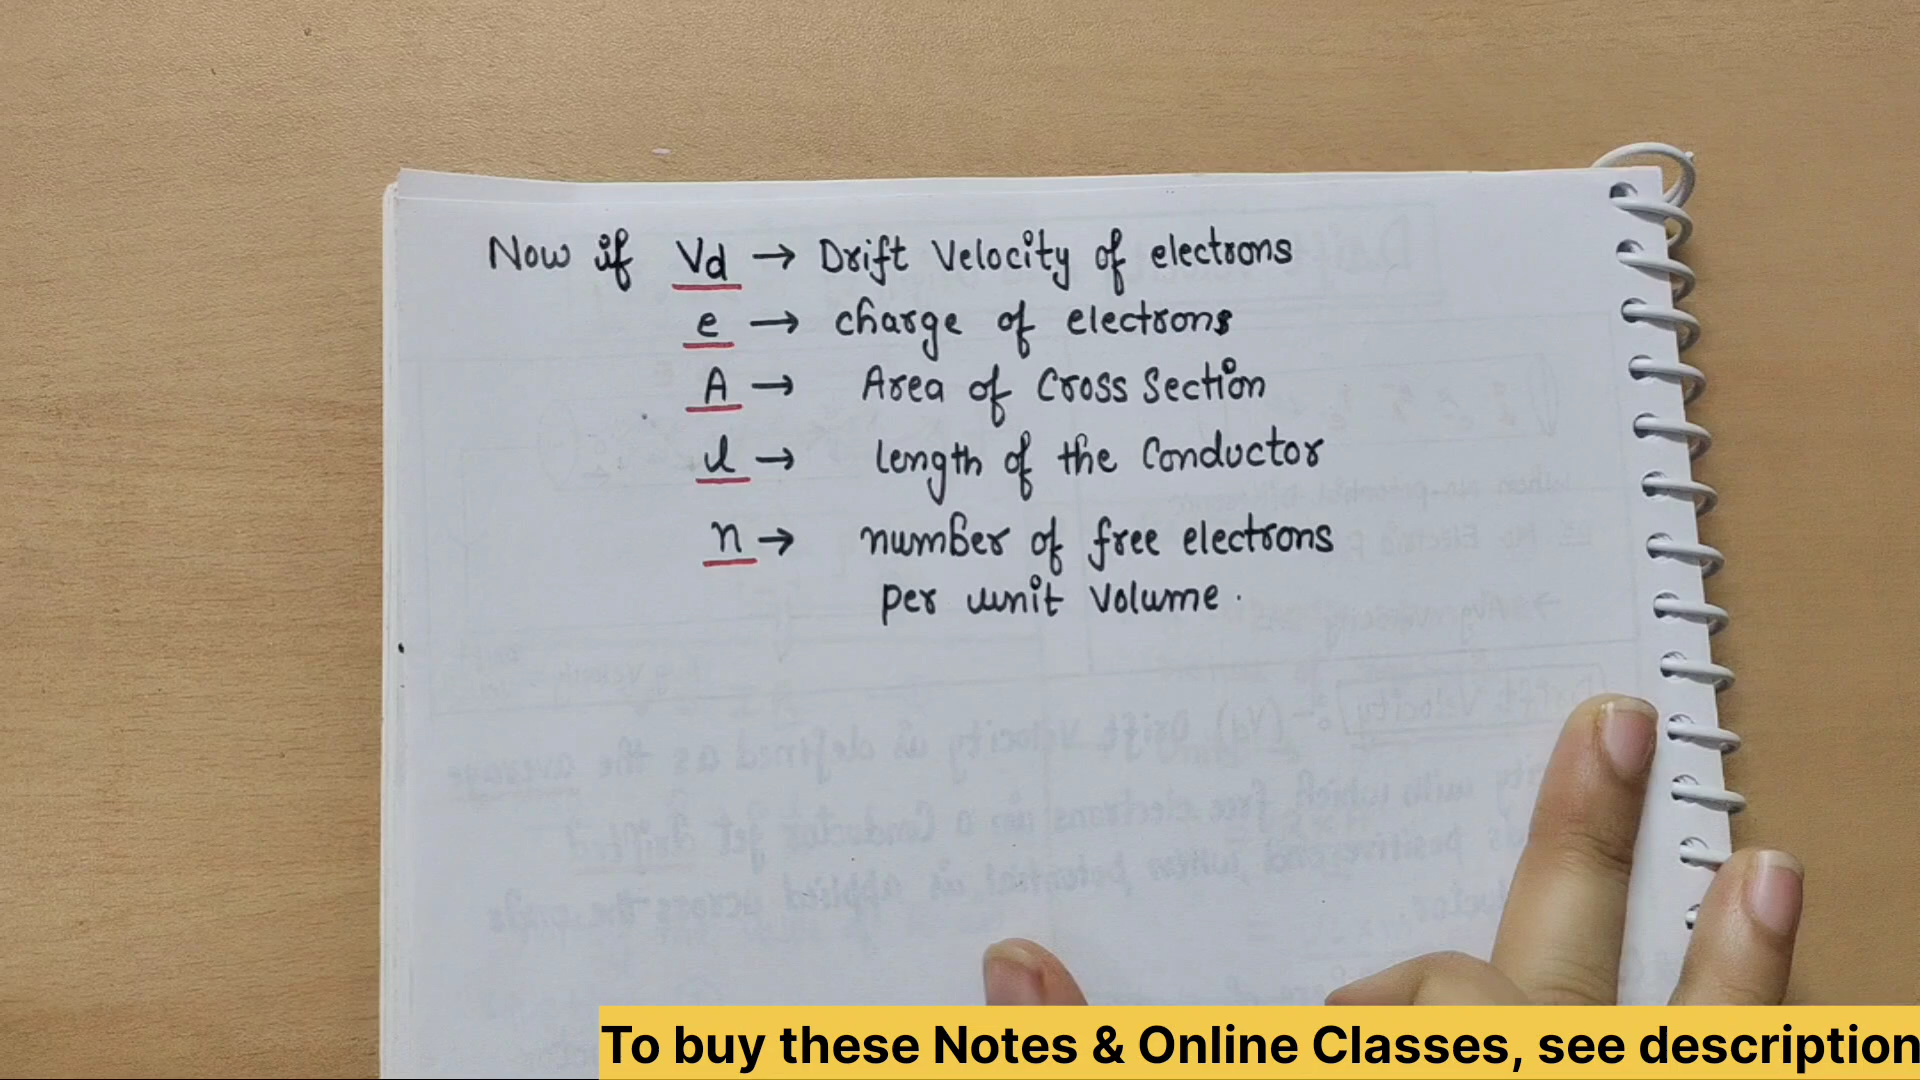 Now if Vd → Drift Velocity of electrons
e → charge of electrons
A → Area of Cross Section
l → length of the Conductor
n → number of free electrons
per unit Volume.
To buy these Notes & Online Classes, see description